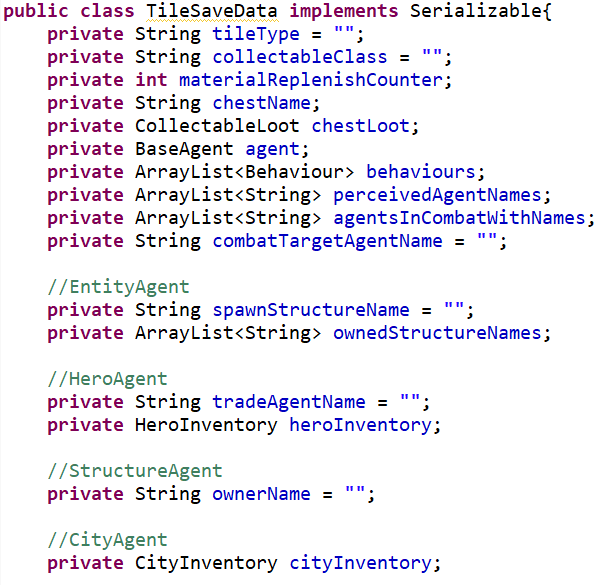 public class TileSaveData implements Serializable{
    private String tileType = "";
    private String collectableClass = "";
    private int materialReplenishCounter;
    private String chestName;
    private CollectableLoot chestLoot;
    private BaseAgent agent;
    private ArrayList<Behaviour> behaviours;
    private ArrayList<String> perceivedAgentNames;
    private ArrayList<String> agentsInCombatWithNames;
    private String combatTargetAgentName = "";

    //EntityAgent
    private String spawnStructureName = "";
    private ArrayList<String> ownedStructureNames;

    //HeroAgent
    private String tradeAgentName = "";
    private HeroInventory heroInventory;

    //StructureAgent
    private String ownerName = "";

    //CityAgent
    private CityInventory cityInventory;